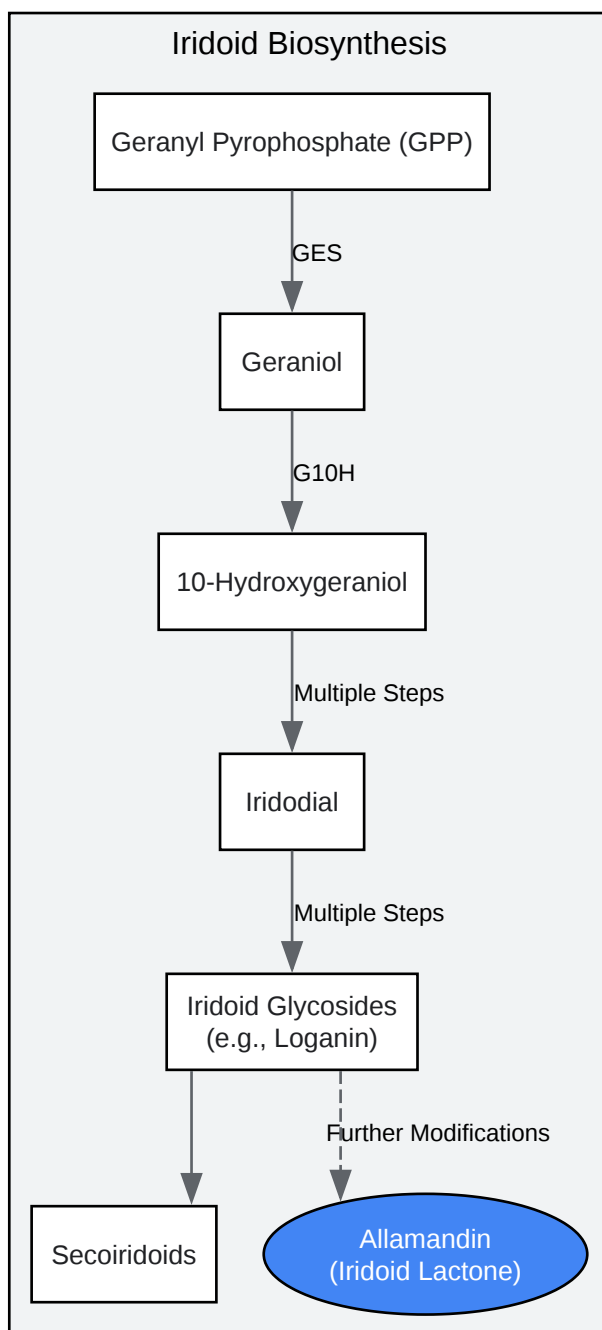 Iridoid Biosynthesis
Geranyl Pyrophosphate (GPP)
GES
Geraniol
G10H
10-Hydroxygeraniol
Multiple Steps
Iridodial
Multiple Steps
Iridoid Glycosides
(e.g., Loganin)
Further Modifications
Secoiridoids
Allamandin
(Iridoid Lactone)